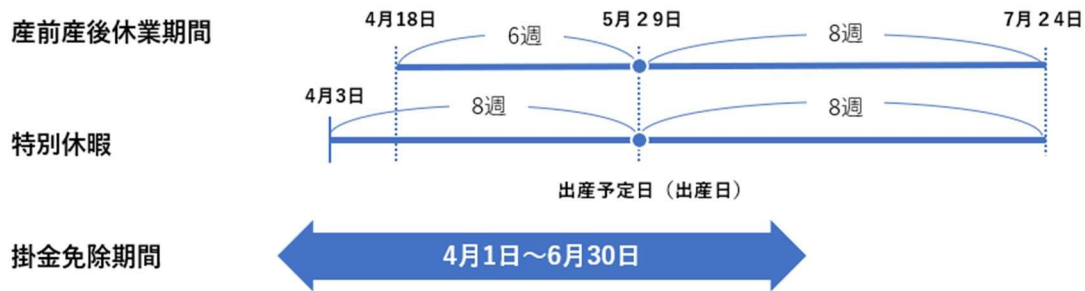 産前産後休業期間
4月18日
5月29日
7月24日
6週
8週
4月3日
特別休暇
8週
8週
出産予定日（出産日）
掛金免除期間
4月1日～6月30日